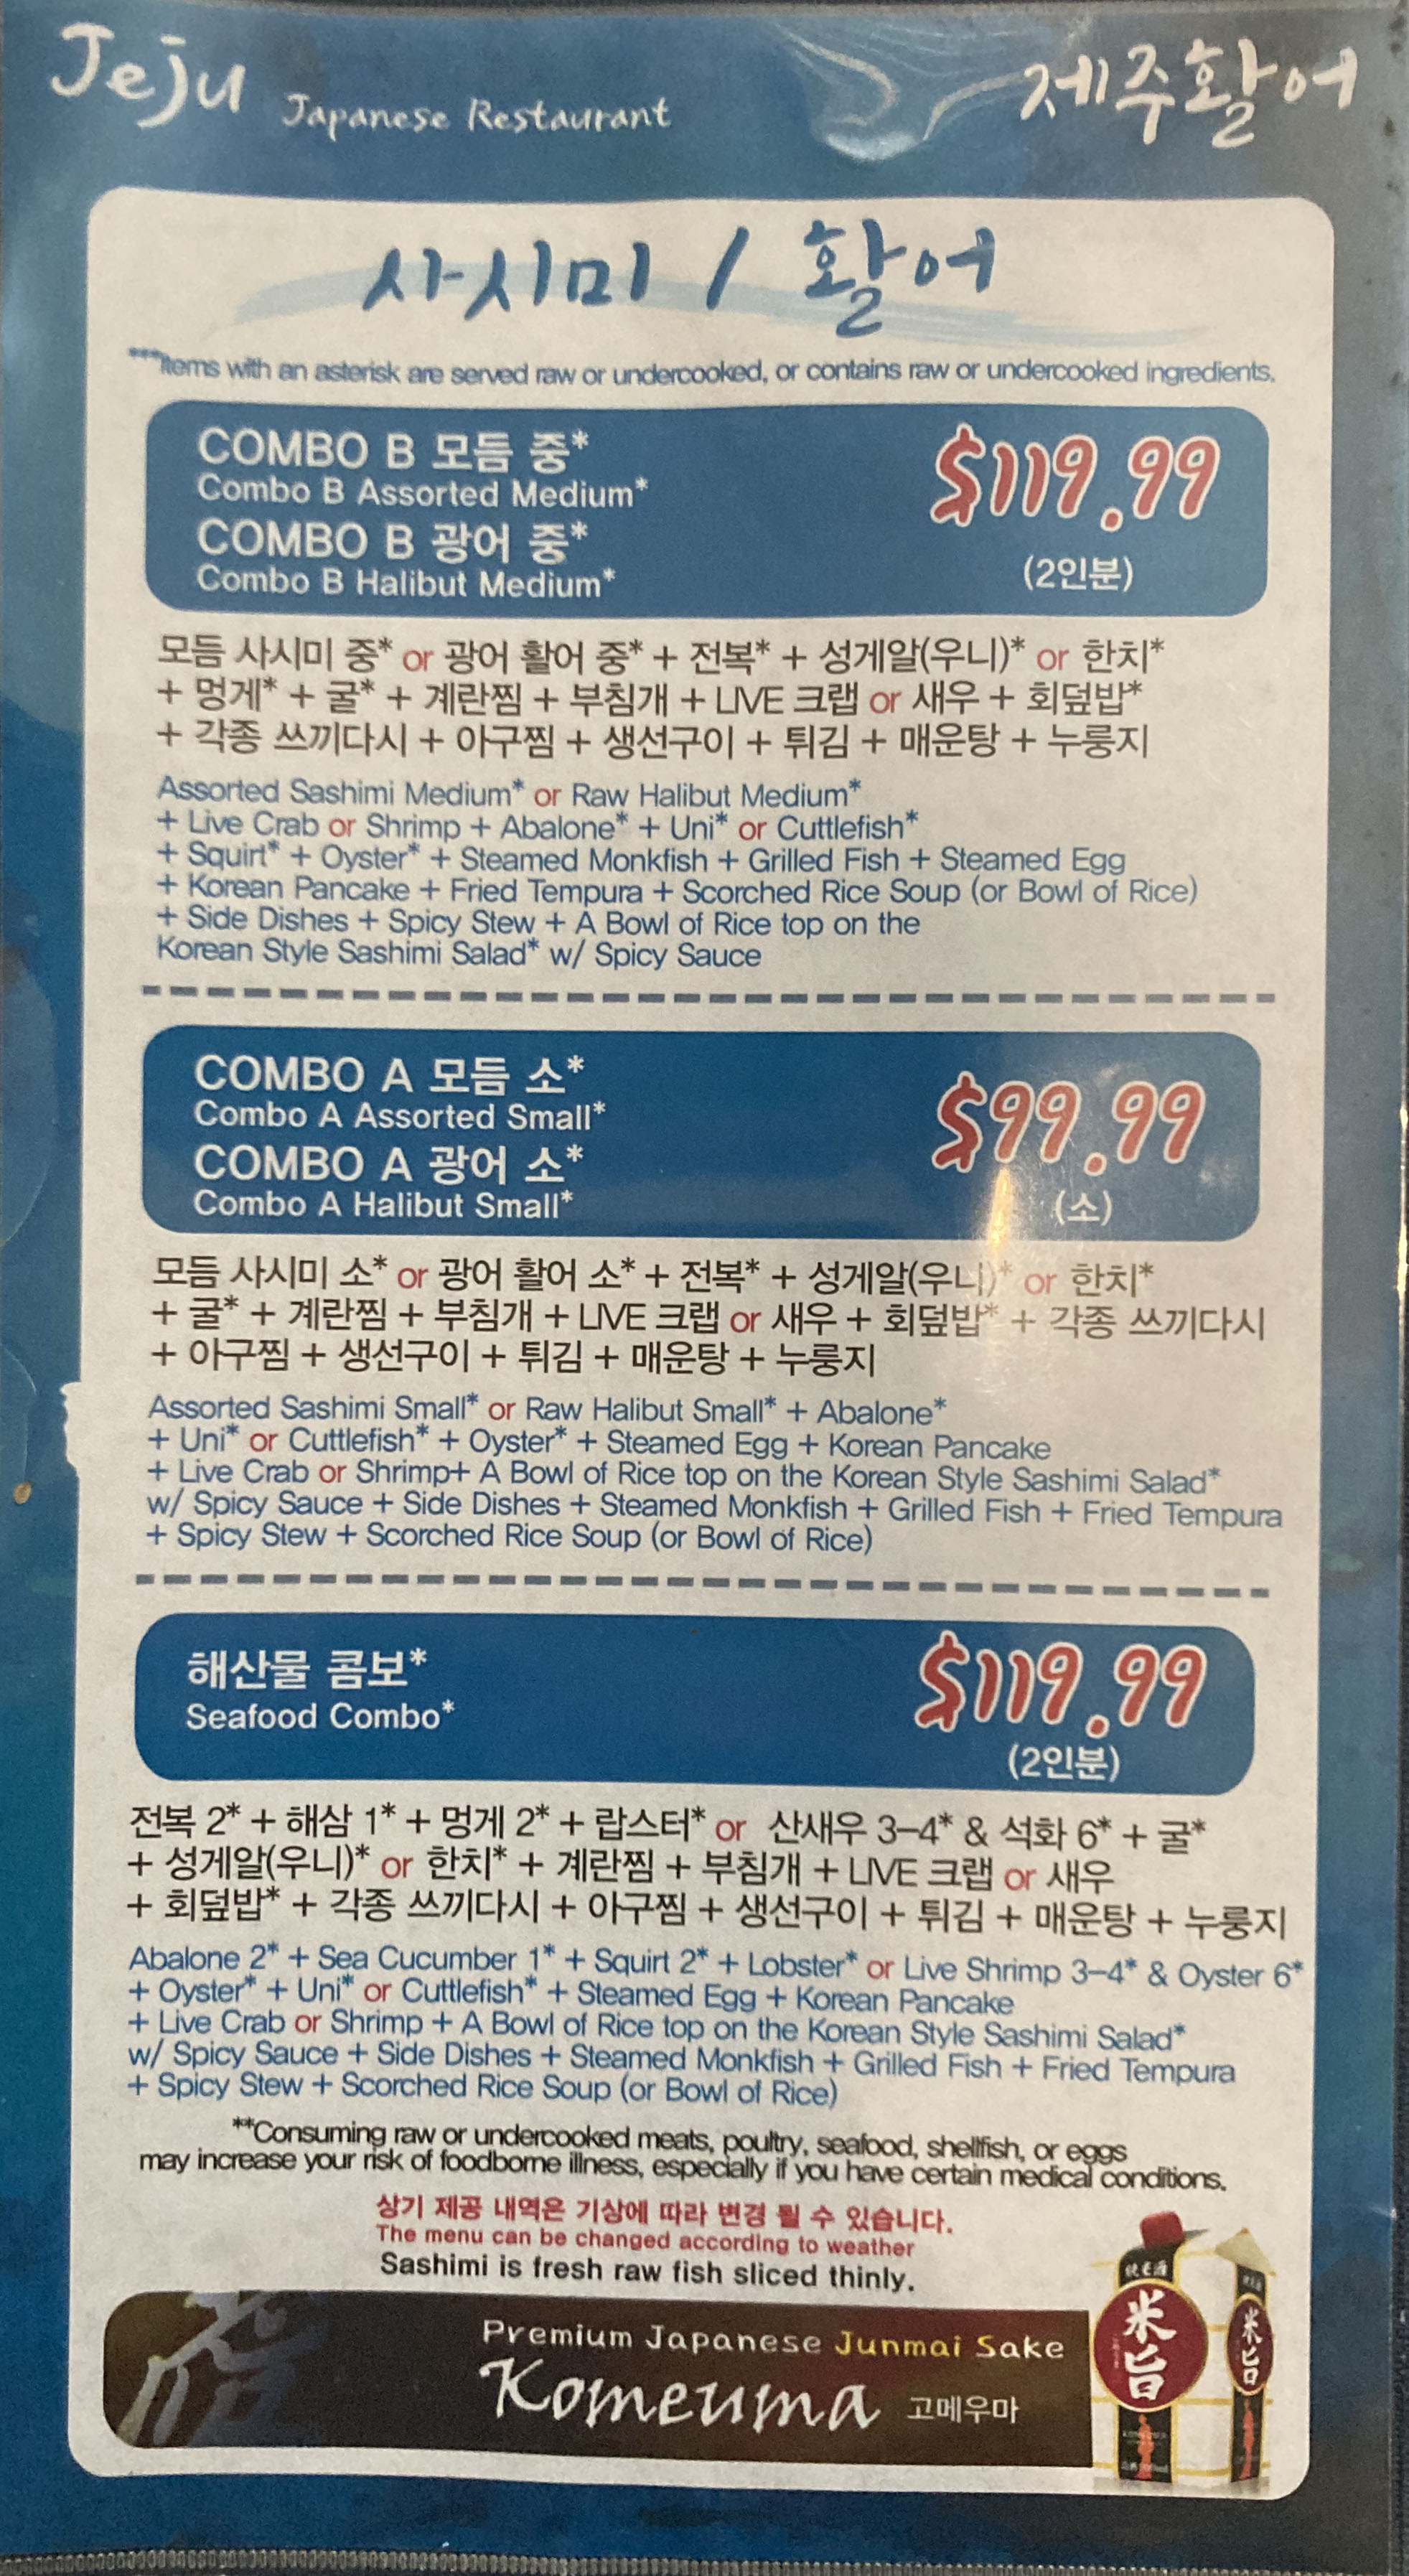 Jeju Japanese Restaurant 제주활어
사시미 / 활어
***Items with an asterisk are served raw or undercooked, or contains raw or undercooked ingredients.
COMBO B 모듬 중*
Combo B Assorted Medium*
COMBO B 광어 중*
Combo B Halibut Medium*
$119.99
(2인분)
모듬 사시미 중* or 광어 활어 중* + 전복* + 성게알(우니)* or 한치*
+ 멍게* + 굴* + 계란찜 + 부침개 + LIVE 크랩 or 새우 + 회덮밥*
+ 각종 쓰끼다시 + 아구찜 + 생선구이 + 튀김 + 매운탕 + 누룽지
Assorted Sashimi Medium* or Raw Halibut Medium*
+ Live Crab or Shrimp + Abalone* + Uni* or Cuttlefish*
+ Squirt* + Oyster* + Steamed Monkfish + Grilled Fish + Steamed Egg
+ Korean Pancake + Fried Tempura + Scorched Rice Soup (or Bowl of Rice)
+ Side Dishes + Spicy Stew + A Bowl of Rice top on the
Korean Style Sashimi Salad* w/ Spicy Sauce
COMBO A 모듬 소*
Combo A Assorted Small*
COMBO A 광어 소*
Combo A Halibut Small*
$99.99
(소)
모듬 사시미 소* or 광어 활어 소* + 전복* + 성게알(우니)* or 한치*
+ 굴* + 계란찜 + 부침개 + LIVE 크랩 or 새우 + 회덮밥* + 각종 쓰끼다시
+ 아구찜 + 생선구이 + 튀김 + 매운탕 + 누룽지
Assorted Sashimi Small* or Raw Halibut Small* + Abalone*
+ Uni* or Cuttlefish* + Oyster* + Steamed Egg + Korean Pancake
+ Live Crab or Shrimp+ A Bowl of Rice top on the Korean Style Sashimi Salad*
w/ Spicy Sauce + Side Dishes + Steamed Monkfish + Grilled Fish + Fried Tempura
+ Spicy Stew + Scorched Rice Soup (or Bowl of Rice)
해산물 콤보*
Seafood Combo*
$119.99
(2인분)
전복 2* + 해삼 1* + 멍게 2* + 랍스터* or 산새우 3-4* & 석화 6* + 굴*
+ 성게알(우니)* or 한치* + 계란찜 + 부침개 + LIVE 크랩 or 새우
+ 회덮밥* + 각종 쓰끼다시 + 아구찜 + 생선구이 + 튀김 + 매운탕 + 누룽지
Abalone 2* + Sea Cucumber 1* + Squirt 2* + Lobster* or Live Shrimp 3-4* & Oyster 6*
+ Oyster* + Uni* or Cuttlefish* + Steamed Egg + Korean Pancake
+ Live Crab or Shrimp + A Bowl of Rice top on the Korean Style Sashimi Salad*
w/ Spicy Sauce + Side Dishes + Steamed Monkfish + Grilled Fish + Fried Tempura
+ Spicy Stew + Scorched Rice Soup (or Bowl of Rice)
**Consuming raw or undercooked meats, poultry, seafood, shellfish, or eggs
may increase your risk of foodborne illness, especially if you have certain medical conditions.
상기 제공 내역은 기상에 따라 변경 될 수 있습니다.
The menu can be changed according to weather
Sashimi is fresh raw fish sliced thinly.
Premium Japanese Junmai Sake
Komeuma 고메우마
純米酒
米旨
米旨